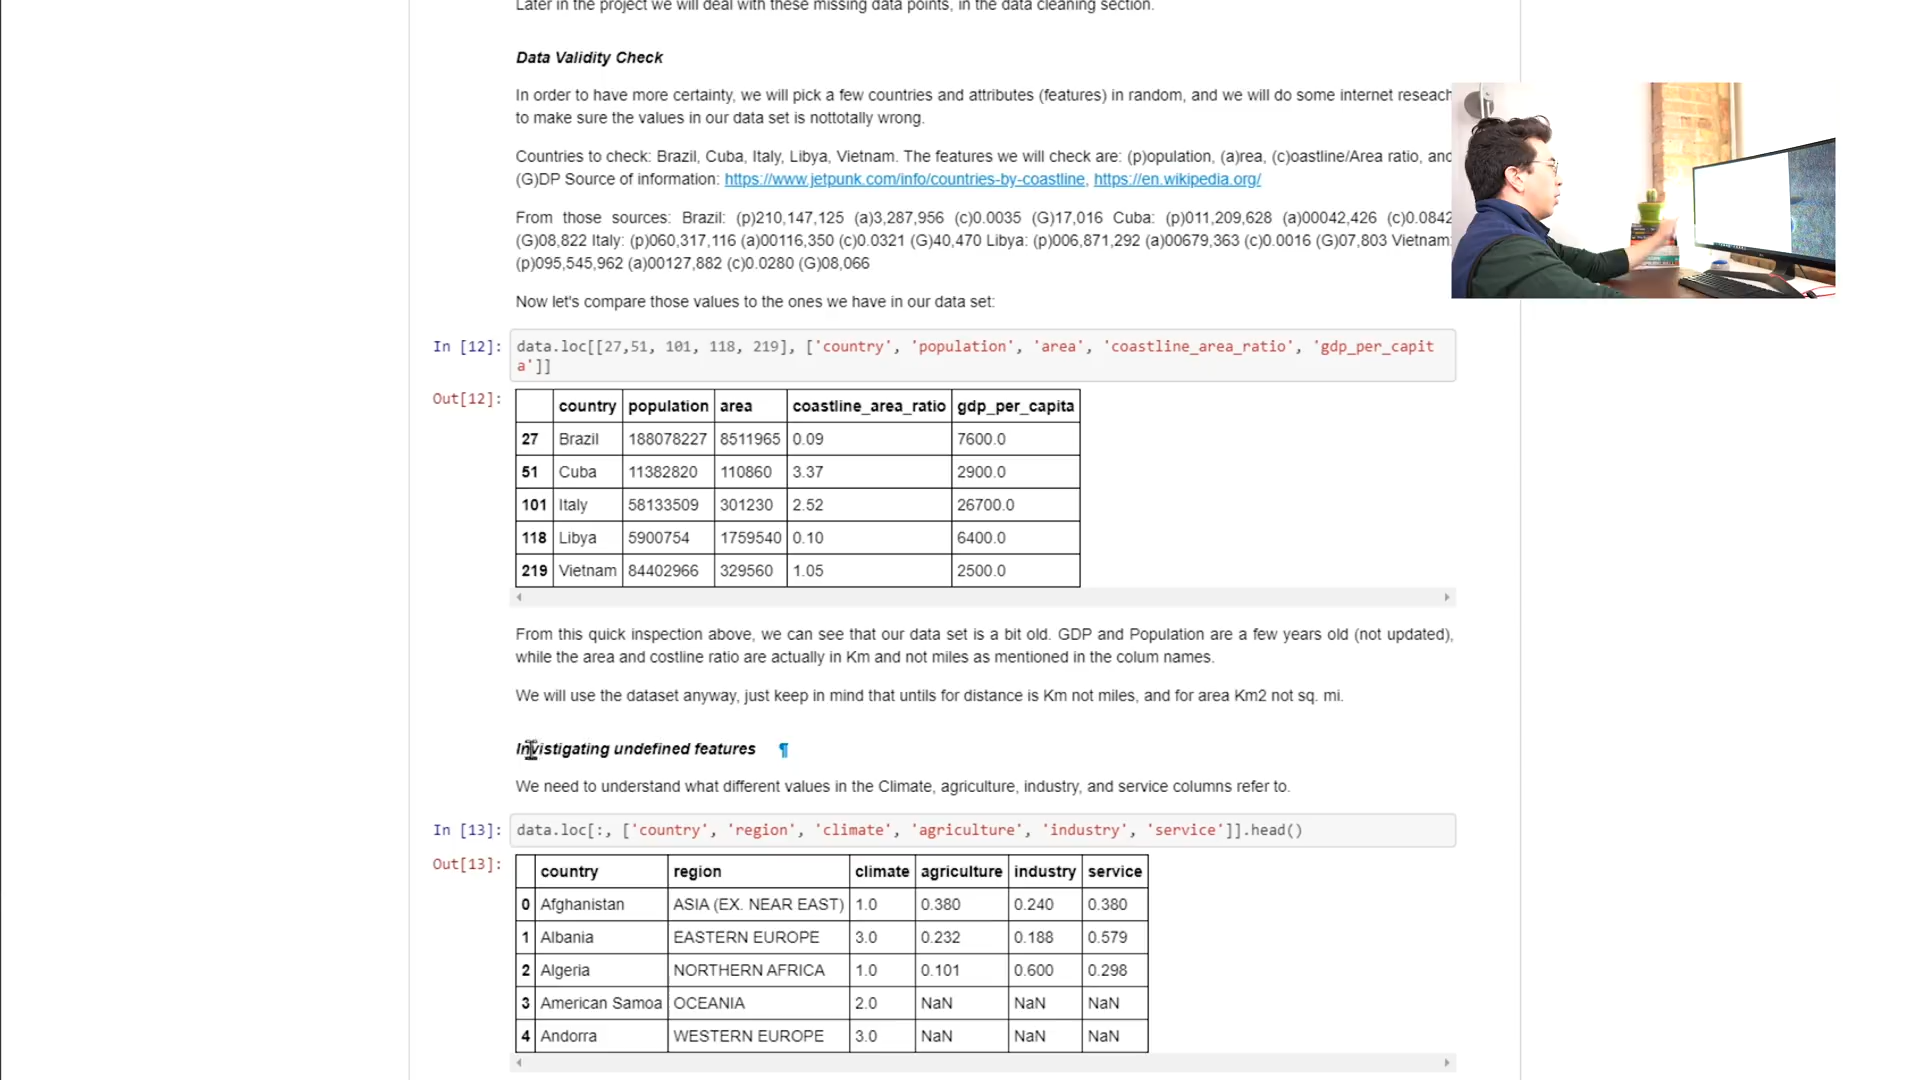 Later in the project we will deal with these missing data points, in the data cleaning section.
Data Validity Check
In order to have more certainty, we will pick a few countries and attributes (features) in random, and we will do some internet reseach
to make sure the values in our data set is nottotally wrong.
Countries to check: Brazil, Cuba, Italy, Libya, Vietnam. The features we will check are: (p)opulation, (a)rea, (c)oastline/Area ratio, and
(G)DP Source of information: https://www.jetpunk.com/info/countries-by-coastline, https://en.wikipedia.org/
From those sources: Brazil: (p)210,147,125 (a)3,287,956 (c)0.0035 (G)17,016 Cuba: (p)011,209,628 (a)00042,426 (c)0.0842
(G)08,822 Italy: (p)060,317,116 (a)00116,350 (c)0.0321 (G)40,470 Libya: (p)006,871,292 (a)00679,363 (c)0.0016 (G)07,803 Vietnam:
(p)095,545,962 (a)00127,882 (c)0.0280 (G)08,066
Now let's compare those values to the ones we have in our data set:
In [12]: data.loc[[27,51, 101, 118, 219], ['country', 'population', 'area', 'coastline_area_ratio', 'gdp_per_capit
a']]
Out[12]:
country population area coastline_area_ratio gdp_per_capita
27 Brazil 188078227 8511965 0.09 7600.0
51 Cuba 11382820 110860 3.37 2900.0
101 Italy 58133509 301230 2.52 26700.0
118 Libya 5900754 1759540 0.10 6400.0
219 Vietnam 84402966 329560 1.05 2500.0
From this quick inspection above, we can see that our data set is a bit old. GDP and Population are a few years old (not updated),
while the area and costline ratio are actually in Km and not miles as mentioned in the colum names.
We will use the dataset anyway, just keep in mind that untils for distance is Km not miles, and for area Km2 not sq. mi.
Invistigating undefined features ¶
We need to understand what different values in the Climate, agriculture, industry, and service columns refer to.
In [13]: data.loc[:, ['country', 'region', 'climate', 'agriculture', 'industry', 'service']].head()
Out[13]:
country region climate agriculture industry service
0 Afghanistan ASIA (EX. NEAR EAST) 1.0 0.380 0.240 0.380
1 Albania EASTERN EUROPE 3.0 0.232 0.188 0.579
2 Algeria NORTHERN AFRICA 1.0 0.101 0.600 0.298
3 American Samoa OCEANIA 2.0 NaN NaN NaN
4 Andorra WESTERN EUROPE 3.0 NaN NaN NaN